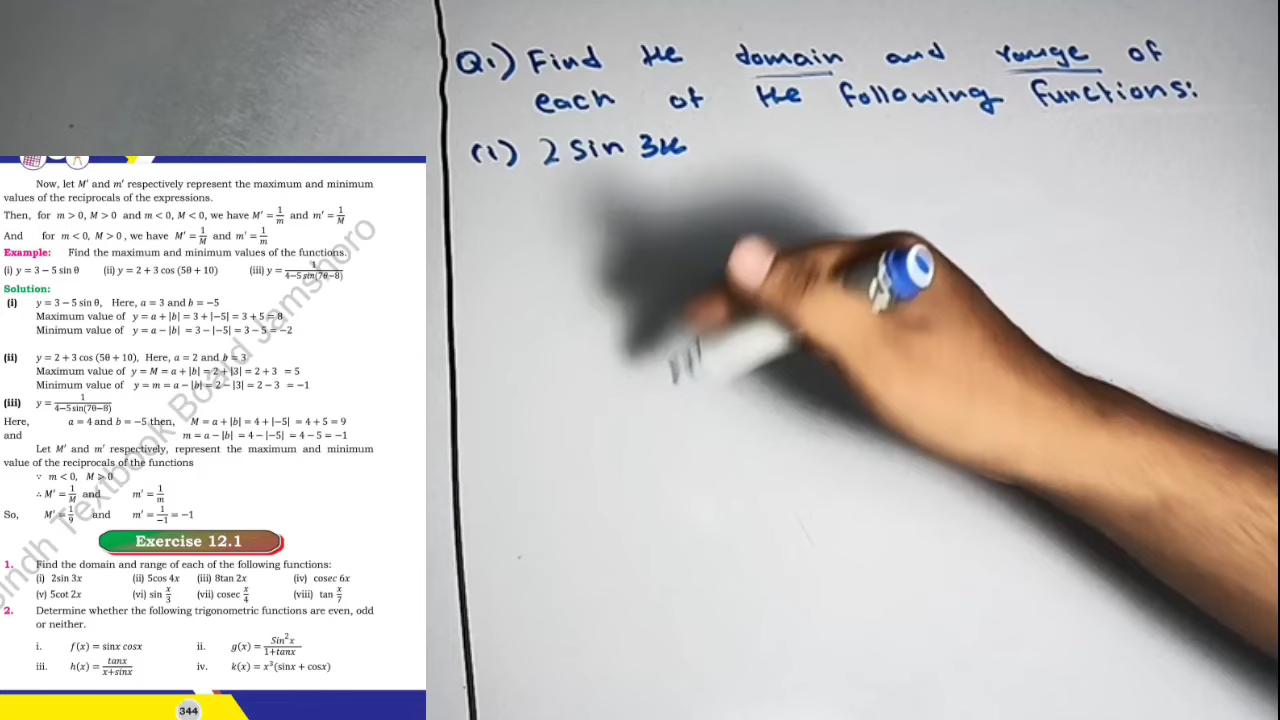 Now, let M′ and m′ respectively represent the maximum and minimum
values of the reciprocals of the expressions.
Then, for m > 0, M > 0 and m < 0, M < 0, we have M′ = 1/m and m′ = 1/M
And for m < 0, M > 0 , we have M′ = 1/M and m′ = 1/m
Example: Find the maximum and minimum values of the functions.
(i) y = 3 − 5 sin θ (ii) y = 2 + 3 cos (5θ + 10) (iii) y = 1/(4−5 sin(7θ−8))
Solution:
(i) y = 3 − 5 sin θ, Here, a = 3 and b = −5
Maximum value of y = a + |b| = 3 + |−5| = 3 + 5 = 8
Minimum value of y = a − |b| = 3 − |−5| = 3 − 5 = −2
(ii) y = 2 + 3 cos (5θ + 10), Here, a = 2 and b = 3
Maximum value of y = M = a + |b| = 2 + |3| = 2 + 3 = 5
Minimum value of y = m = a − |b| = 2 − |3| = 2 − 3 = −1
(iii) y = 1/(4−5 sin(7θ−8))
Here, a = 4 and b = −5 then, M = a + |b| = 4 + |−5| = 4 + 5 = 9
and m = a − |b| = 4 − |−5| = 4 − 5 = −1
Let M′ and m′ respectively, represent the maximum and minimum
value of the reciprocals of the functions
∵ m < 0, M > 0
∴ M′ = 1/M and m′ = 1/m
So, M′ = 1/9 and m′ = 1/−1 = −1
Exercise 12.1
1. Find the domain and range of each of the following functions:
(i) 2sin 3x (ii) 5cos 4x (iii) 8tan 2x (iv) cosec 6x
(v) 5cot 2x (vi) sin x/3 (vii) cosec x/4 (viii) tan x/7
2. Determine whether the following trigonometric functions are even, odd
or neither.
i. f(x) = sinx cosx ii. g(x) = Sin²x/(1+tanx)
iii. h(x) = tanx/(x+sinx) iv. k(x) = x³(sinx + cosx)
344
Sindh Textbook Board Jamshoro
Q1) Find the domain and range of
each of the following functions:
(i) 2 sin 3x